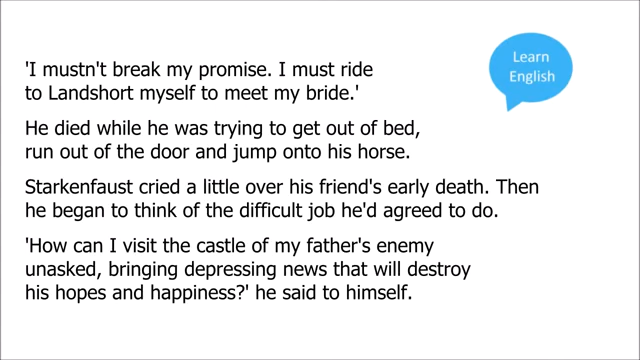 'I mustn't break my promise. I must ride
to Landshort myself to meet my bride.'
He died while he was trying to get out of bed,
run out of the door and jump onto his horse.
Starkenfaust cried a little over his friend's early death. Then
he began to think of the difficult job he'd agreed to do.
'How can I visit the castle of my father's enemy
unasked, bringing depressing news that will destroy
his hopes and happiness?' he said to himself.
Learn
English